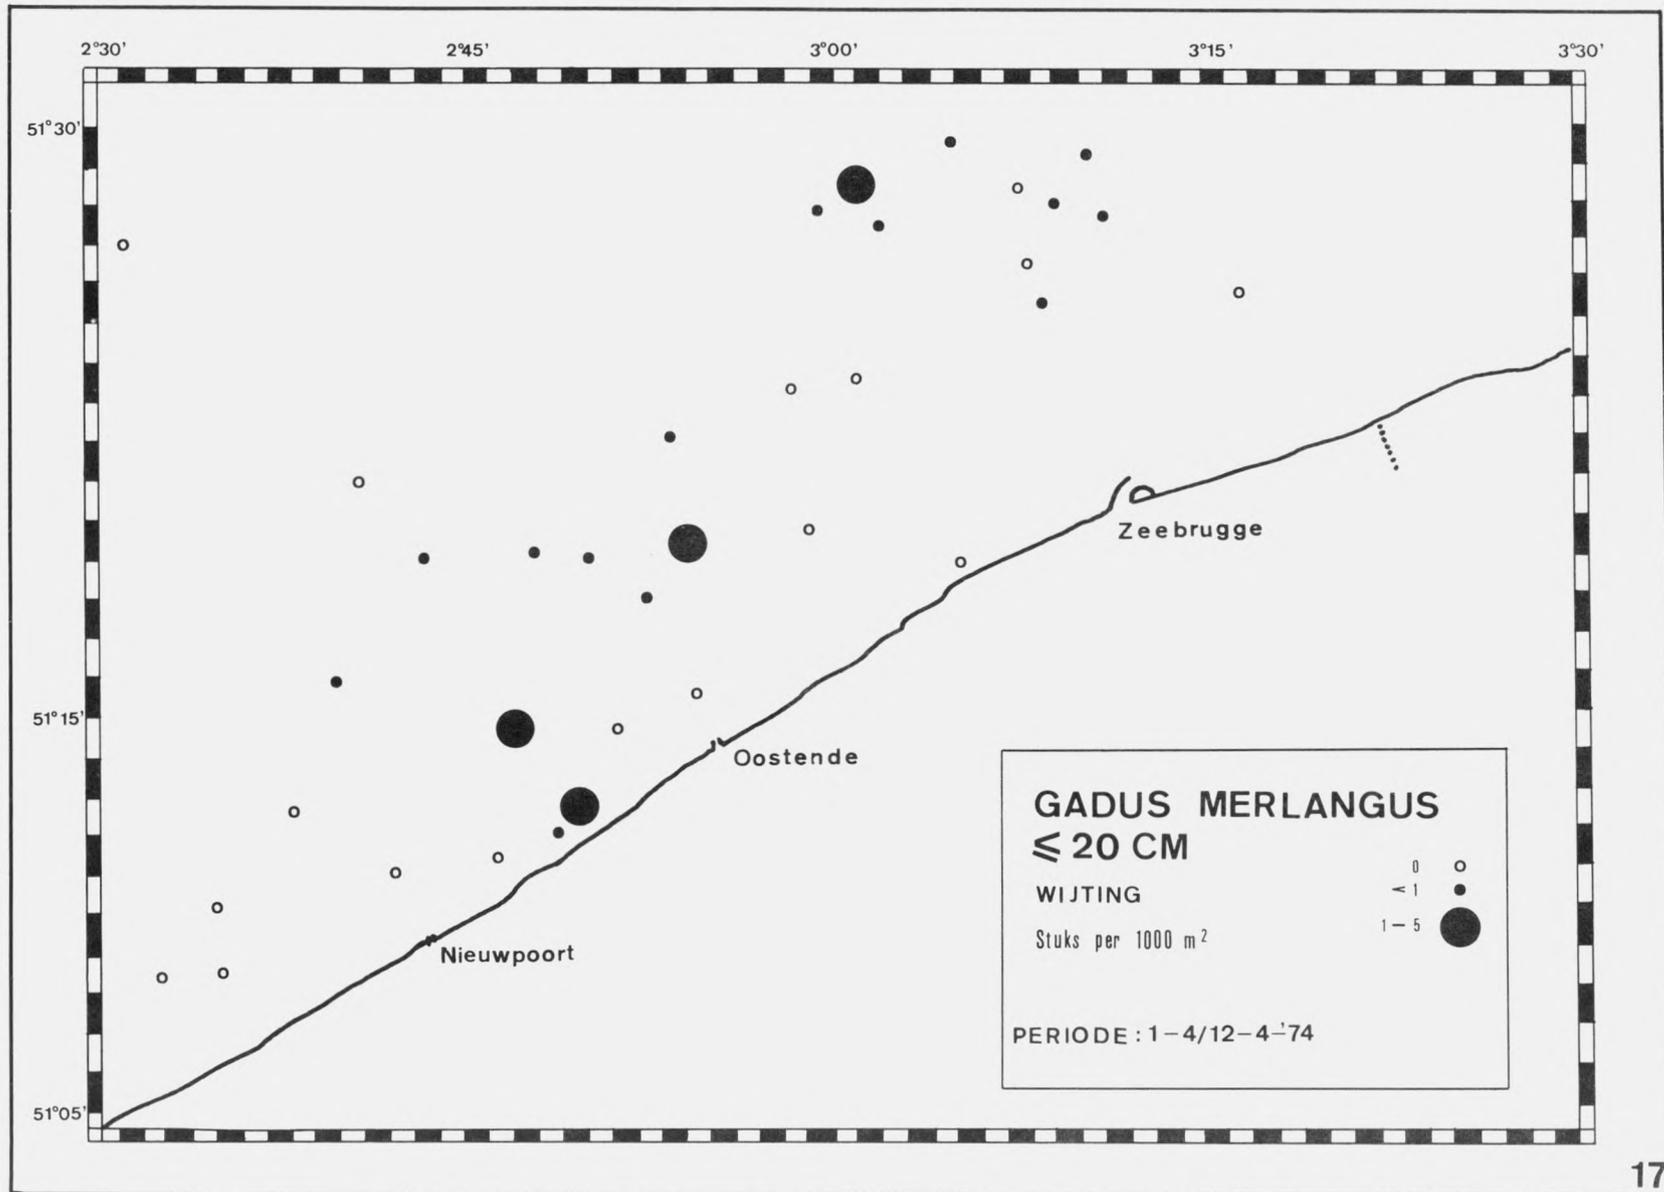 2°30' 2°45' 3°00' 3°15' 3°30'
51°30'
Zeebrugge
51°15'
Oostende
GADUS MERLANGUS
≤ 20 CM
0
WIJTING < 1
Stuks per 1000 m² 1–5
Nieuwpoort
PERIODE : 1–4/12–4–'74
51°05'
17